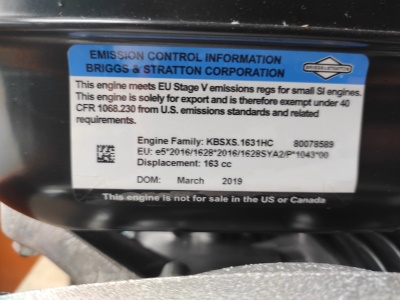 EMISSION CONTROL INFORMATION
BRIGGS & STRATTON CORPORATION
BRIGGS & STRATTON
This engine meets EU Stage V emissions regs for small SI engines.
This engine is solely for export and is therefore exempt under 40
CFR 1068.230 from U.S. emissions standards and related
requirements.
Engine Family: KBSXS.1631HC 80078589
EU: e5*2016/1628*2016/1628SYA2/P*1043*00
Displacement: 163 cc
DOM: March 2019
This engine is not for sale in the U.S. or Canada